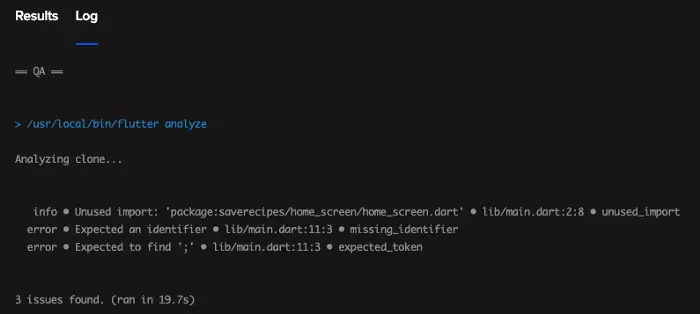 Results Log
== QA ==
> /usr/local/bin/flutter analyze
Analyzing clone...
info • Unused import: 'package:saverecipes/home_screen/home_screen.dart' • lib/main.dart:2:8 • unused_import
error • Expected an identifier • lib/main.dart:11:3 • missing_identifier
error • Expected to find ';' • lib/main.dart:11:3 • expected_token
3 issues found. (ran in 19.7s)